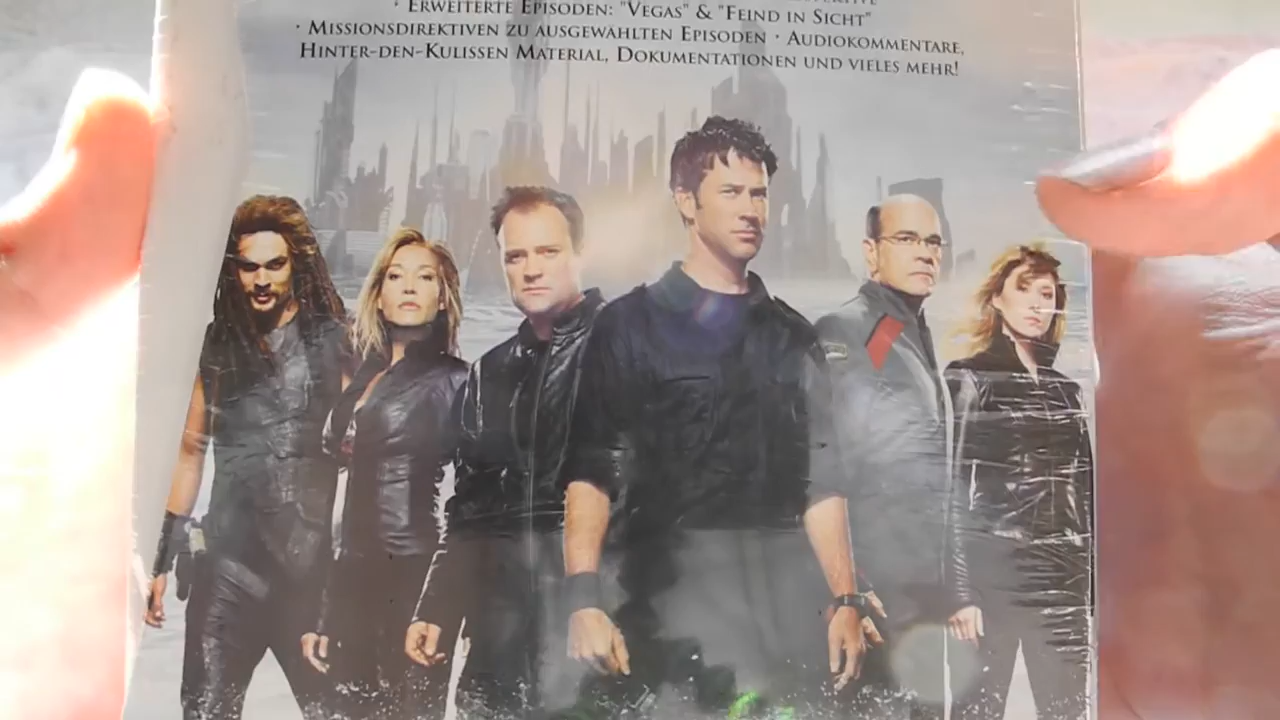 · Erweiterte Episoden: "Vegas" & "Feind in Sicht"
· Missionsdirektiven zu ausgewählten Episoden · Audiokommentare,
Hinter-den-Kulissen Material, Dokumentationen und vieles mehr!